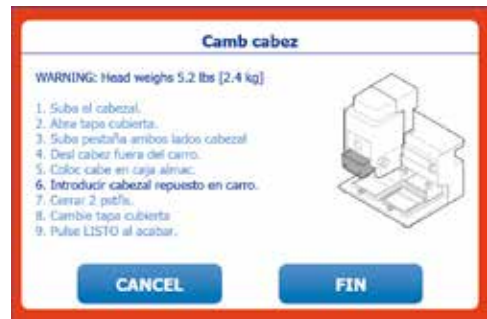 Camb cabez
WARNING: Head weighs 5.2 lbs [2.4 kg]
1. Suba el cabezal.
2. Abra tapa cubierta.
3. Suba pestaña ambos lados cabezal
4. Desl cabez fuera del carro.
5. Coloc cabe en caja almac.
6. Introducir cabezal repuesto en carro.
7. Cerrar 2 pstñs.
8. Cambie tapa cubierta
9. Pulse LISTO al acabar.
CANCEL
FIN